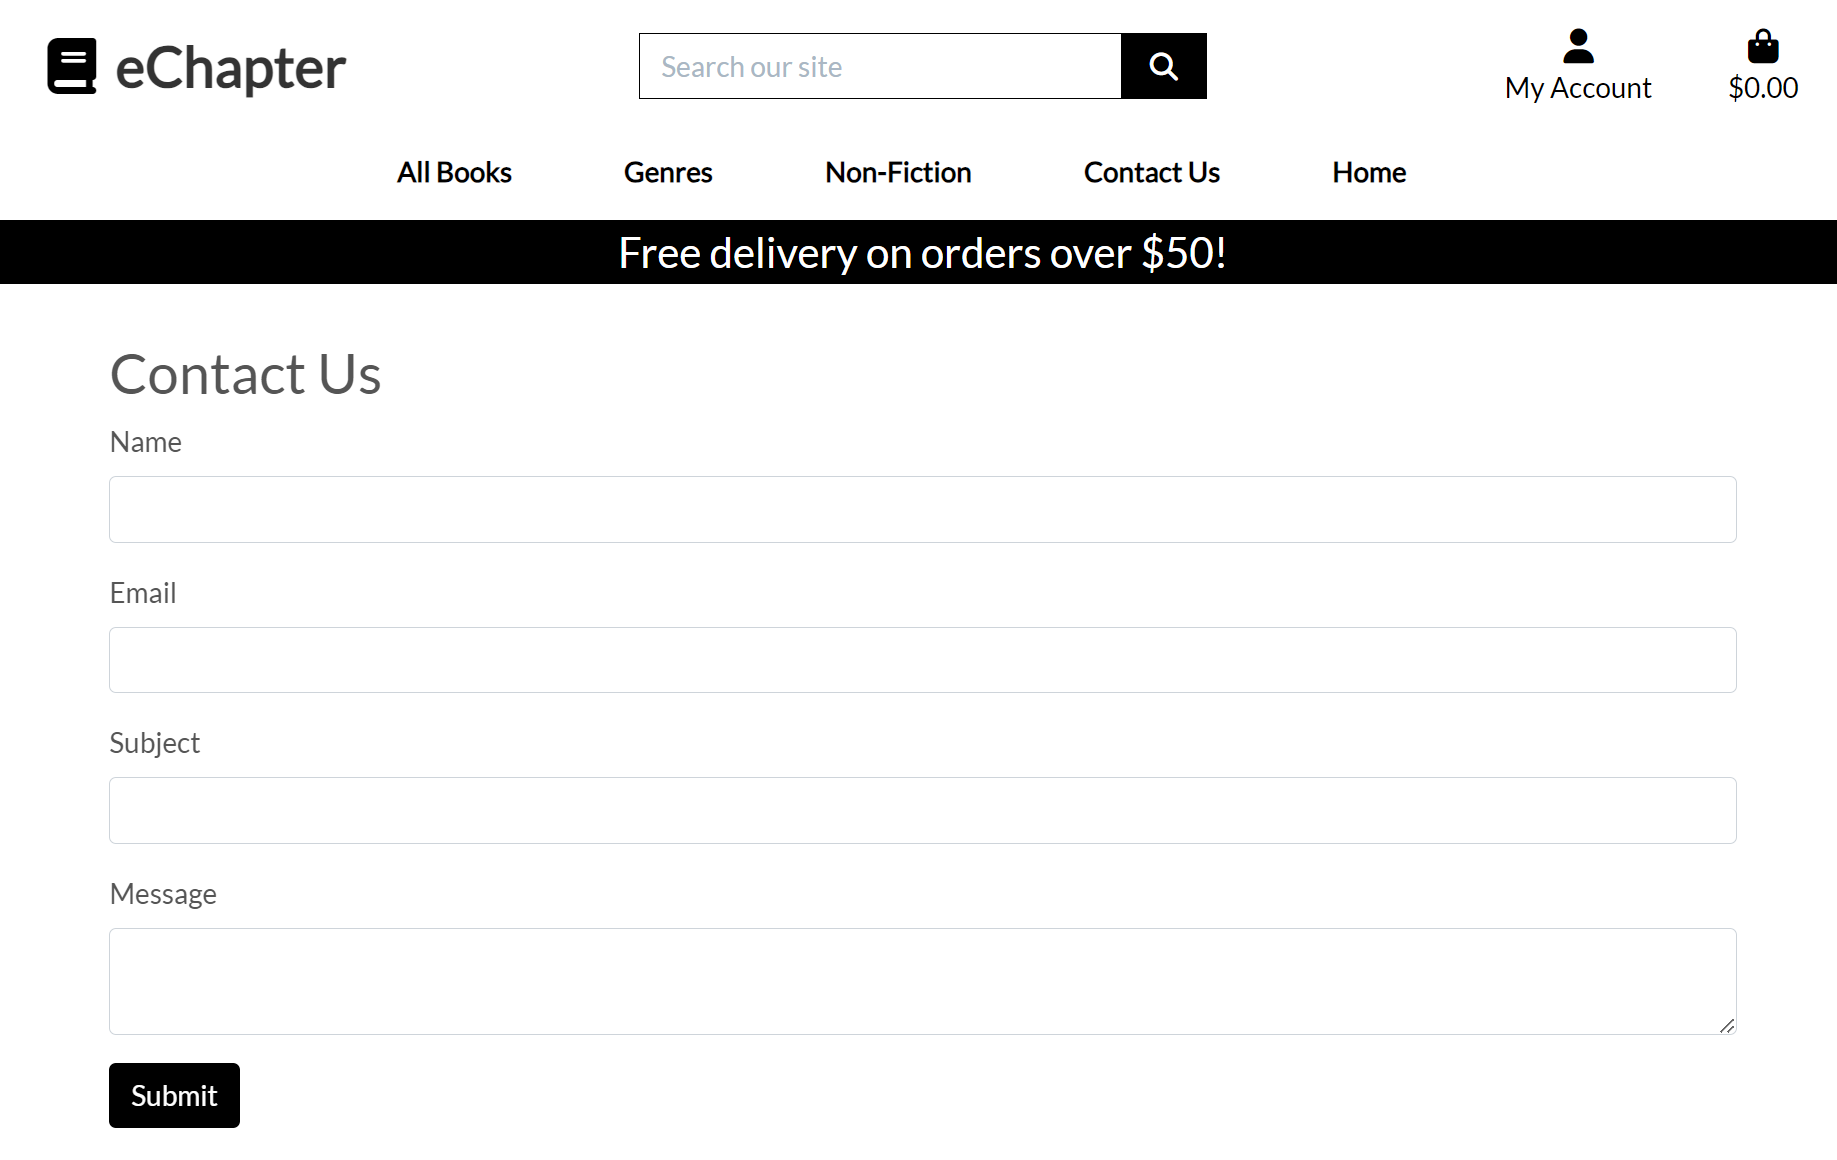 eChapter
Search our site
My Account
$0.00
All Books
Genres
Non-Fiction
Contact Us
Home
Free delivery on orders over $50!
Contact Us
Name
Email
Subject
Message
Submit